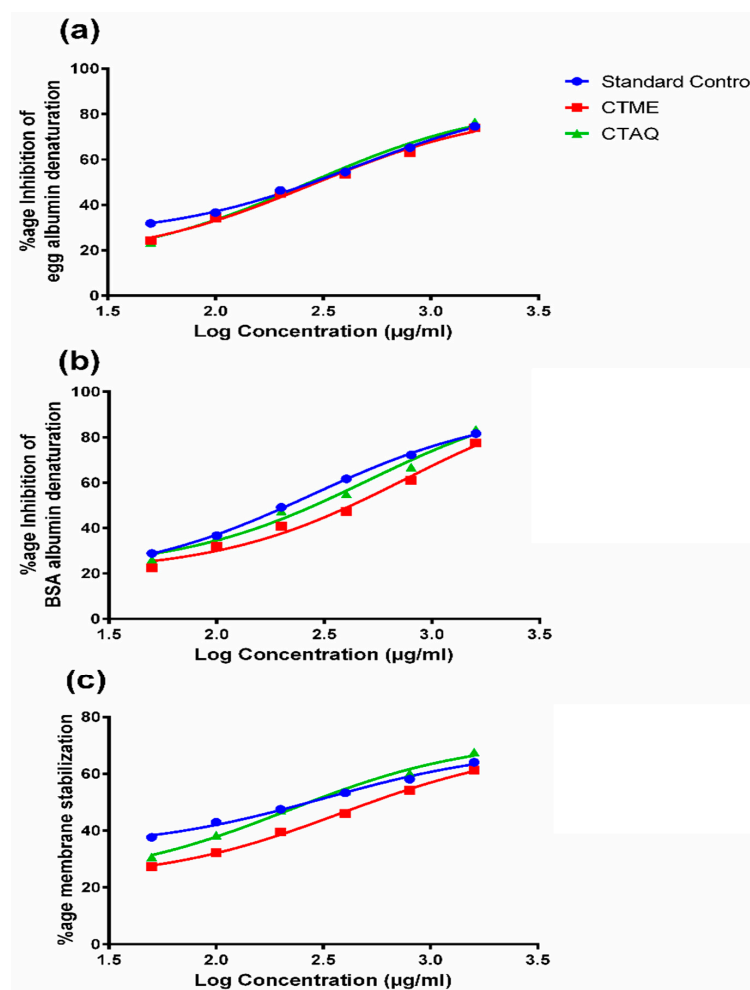 (a)
100
80
60
40
20
0
%age Inhibition of
egg albumin denaturation
1.5 2.0 2.5 3.0 3.5
Log Concentration (µg/ml)
Standard Contro
CTME
CTAQ
(b)
100
80
60
40
20
0
%age Inhibition of
BSA albumin denaturation
1.5 2.0 2.5 3.0 3.5
Log Concentration (µg/ml)
(c)
80
60
40
20
0
%age membrane stabilization
1.5 2.0 2.5 3.0 3.5
Log Concentration (µg/ml)